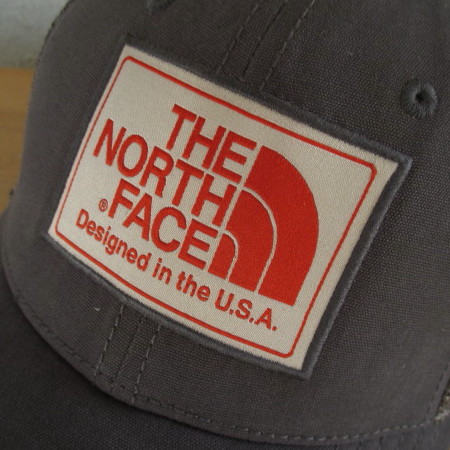 THE
NORTH
® FACE
Designed in the U.S.A.